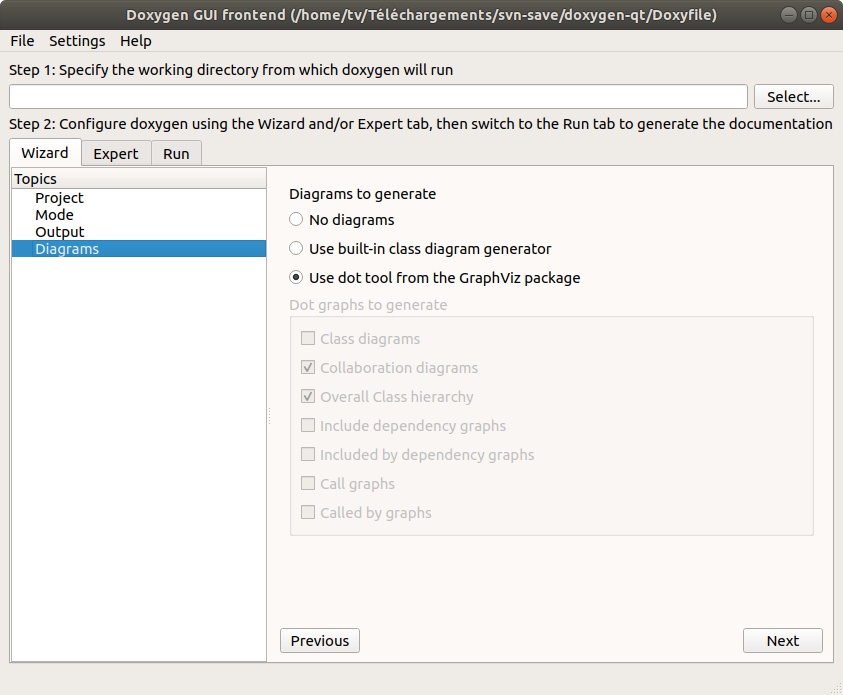 Doxygen GUI frontend (/home/tv/Téléchargements/svn-save/doxygen-qt/Doxyfile)
File Settings Help
Step 1: Specify the working directory from which doxygen will run
Select...
Step 2: Configure doxygen using the Wizard and/or Expert tab, then switch to the Run tab to generate the documentation
Wizard Expert Run
Topics
Project
Mode
Output
Diagrams
Diagrams to generate
No diagrams
Use built-in class diagram generator
Use dot tool from the GraphViz package
Dot graphs to generate
Class diagrams
Collaboration diagrams
Overall Class hierarchy
Include dependency graphs
Included by dependency graphs
Call graphs
Called by graphs
Previous Next